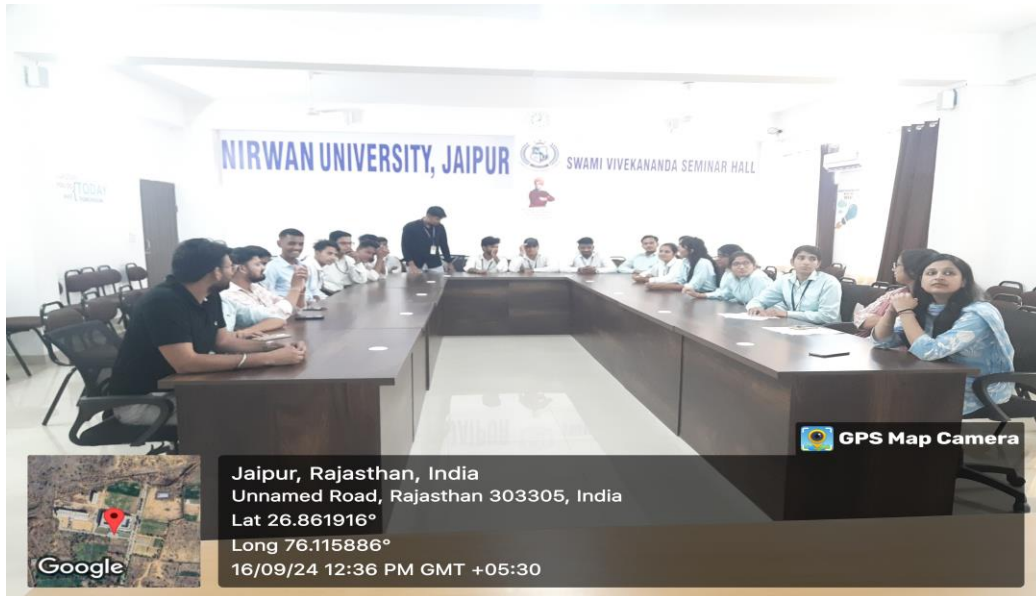 NIRWAN UNIVERSITY, JAIPUR
SWAMI VIVEKANANDA SEMINAR HALL
TODAY
GPS Map Camera
Jaipur, Rajasthan, India
Unnamed Road, Rajasthan 303305, India
Lat 26.861916°
Long 76.115886°
16/09/24 12:36 PM GMT +05:30
Google